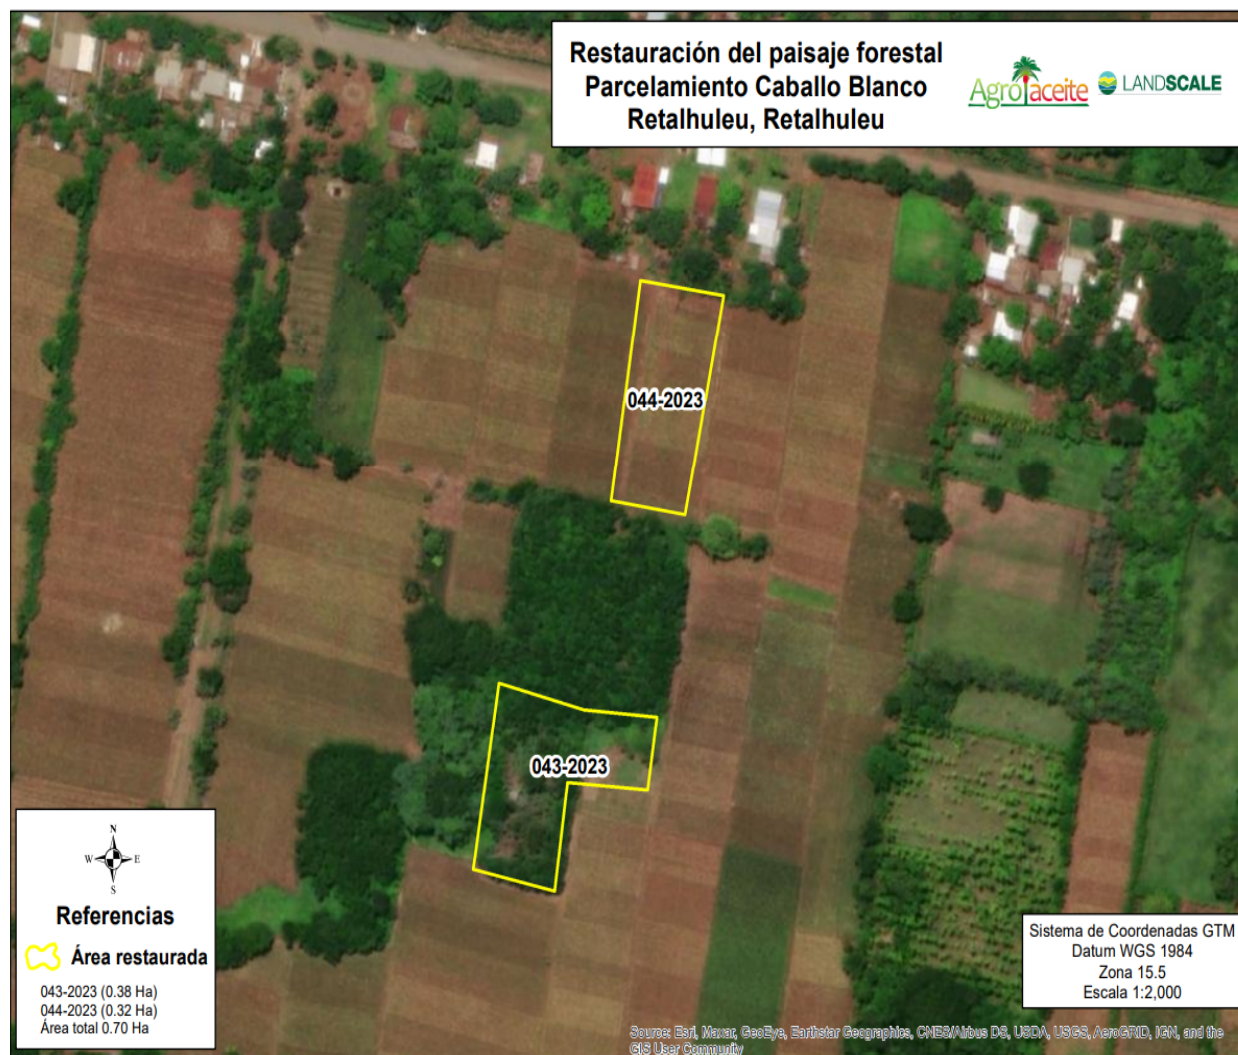 Restauración del paisaje forestal
Parcelamiento Caballo Blanco
Retalhuleu, Retalhuleu
Agroaceite
LANDSCALE
044-2023
043-2023
N
W E
S
Referencias
Área restaurada
043-2023 (0.38 Ha)
044-2023 (0.32 Ha)
Área total 0.70 Ha
Sistema de Coordenadas GTM
Datum WGS 1984
Zona 15.5
Escala 1:2,000
Source: Esri, Maxar, GeoEye, Earthstar Geographics, CNES/Airbus DS, USDA, USGS, AeroGRID, IGN, and the
GIS User Community